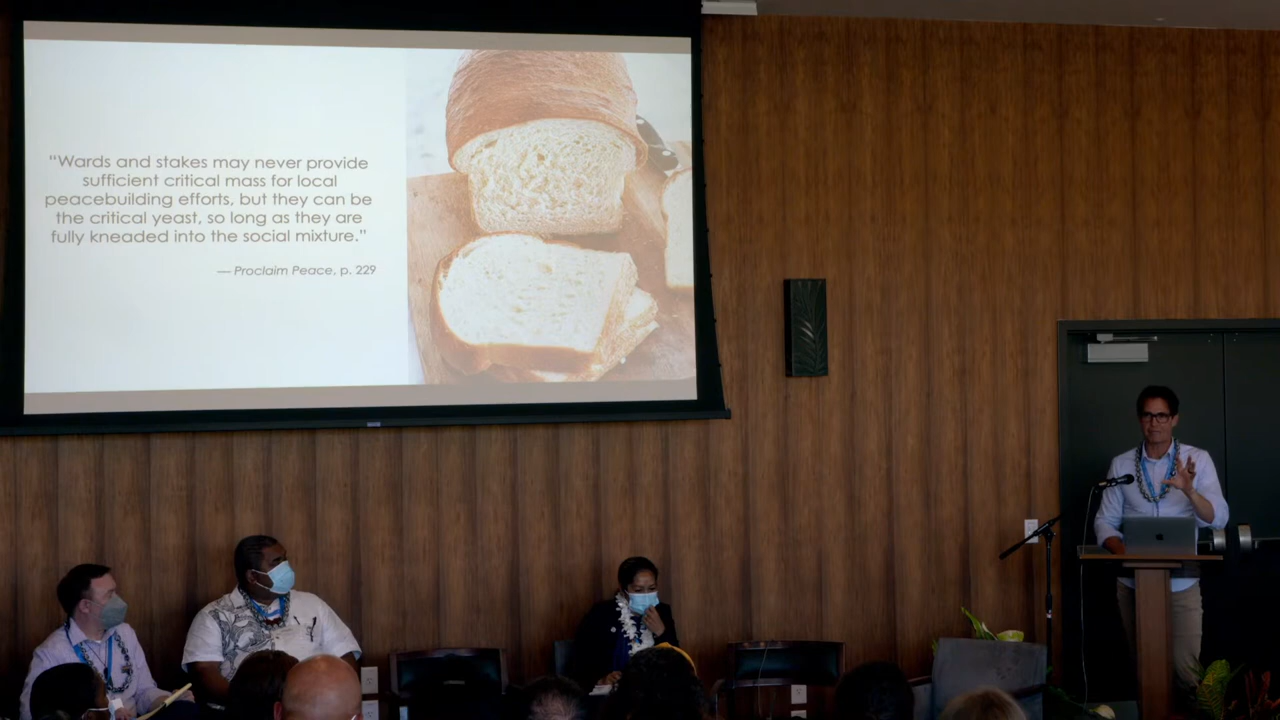 “Wards and stakes may never provide
sufficient critical mass for local
peacebuilding efforts, but they can be
the critical yeast, so long as they are
fully kneaded into the social mixture.”
— Proclaim Peace, p. 229